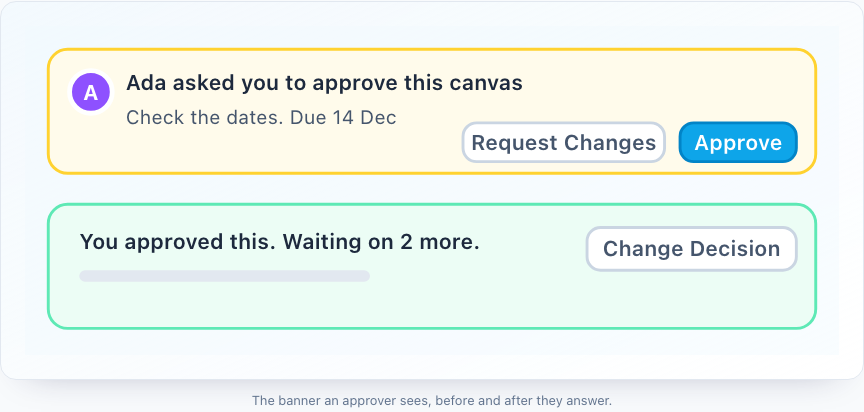 A
Ada asked you to approve this canvas
Check the dates. Due 14 Dec
Request Changes
Approve
You approved this. Waiting on 2 more.
Change Decision
The banner an approver sees, before and after they answer.